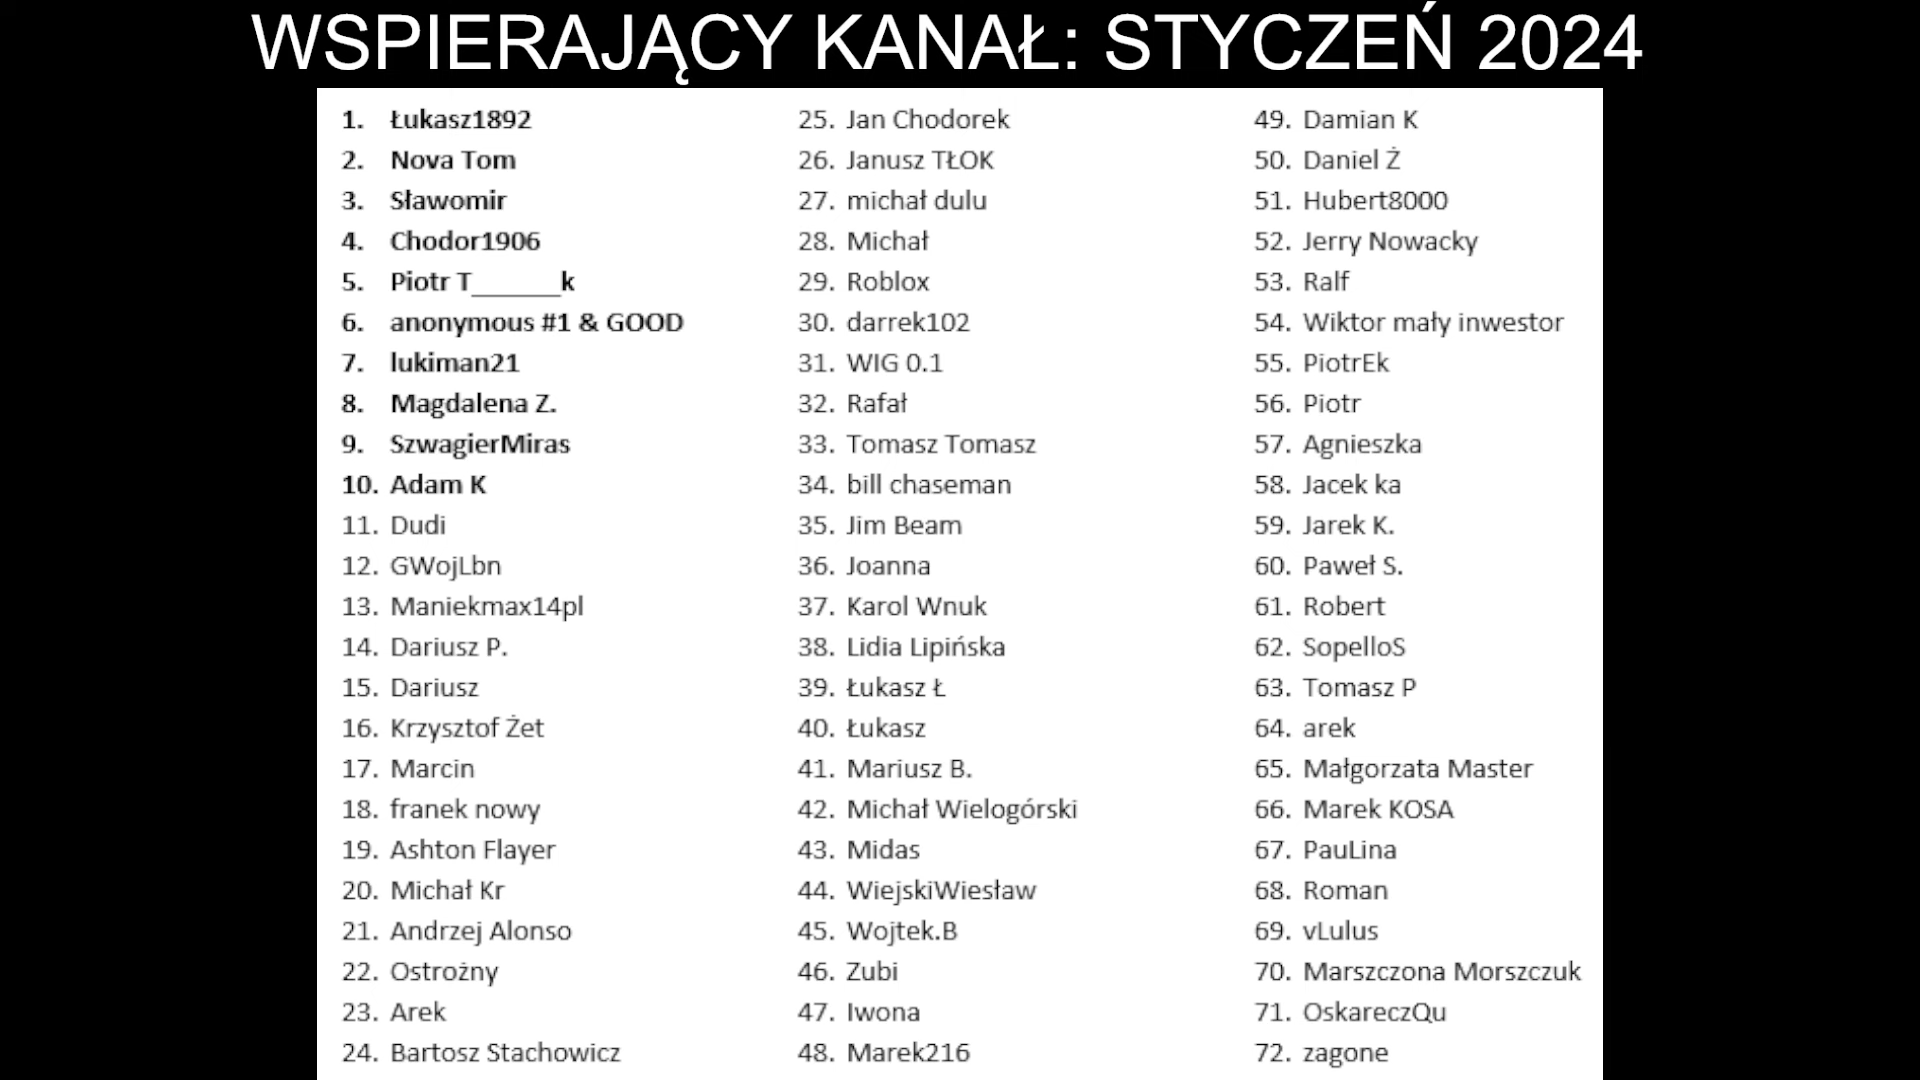 WSPIERAJĄCY KANAŁ: STYCZEŃ 2024
1. Łukasz1892
2. Nova Tom
3. Sławomir
4. Chodor1906
5. Piotr T______k
6. anonymous #1 & GOOD
7. lukiman21
8. Magdalena Z.
9. SzwagierMiras
10. Adam K
11. Dudi
12. GWojLbn
13. Maniekmax14pl
14. Dariusz P.
15. Dariusz
16. Krzysztof Żet
17. Marcin
18. franek nowy
19. Ashton Flayer
20. Michał Kr
21. Andrzej Alonso
22. Ostrożny
23. Arek
24. Bartosz Stachowicz
25. Jan Chodorek
26. Janusz TŁOK
27. michał dulu
28. Michał
29. Roblox
30. darrek102
31. WIG 0.1
32. Rafał
33. Tomasz Tomasz
34. bill chaseman
35. Jim Beam
36. Joanna
37. Karol Wnuk
38. Lidia Lipińska
39. Łukasz Ł
40. Łukasz
41. Mariusz B.
42. Michał Wielogórski
43. Midas
44. WiejskiWiesław
45. Wojtek.B
46. Zubi
47. Iwona
48. Marek216
49. Damian K
50. Daniel Ż
51. Hubert8000
52. Jerry Nowacky
53. Ralf
54. Wiktor mały inwestor
55. PiotrEk
56. Piotr
57. Agnieszka
58. Jacek ka
59. Jarek K.
60. Paweł S.
61. Robert
62. SopelloS
63. Tomasz P
64. arek
65. Małgorzata Master
66. Marek KOSA
67. PauLina
68. Roman
69. vLulus
70. Marszczona Morszczuk
71. OskareczQu
72. zagone